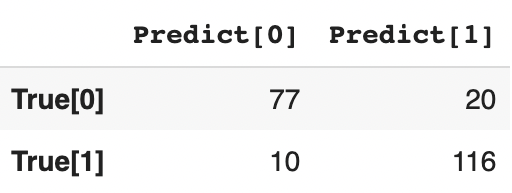 Predict[0] Predict[1]
True[0] 77 20
True[1] 10 116